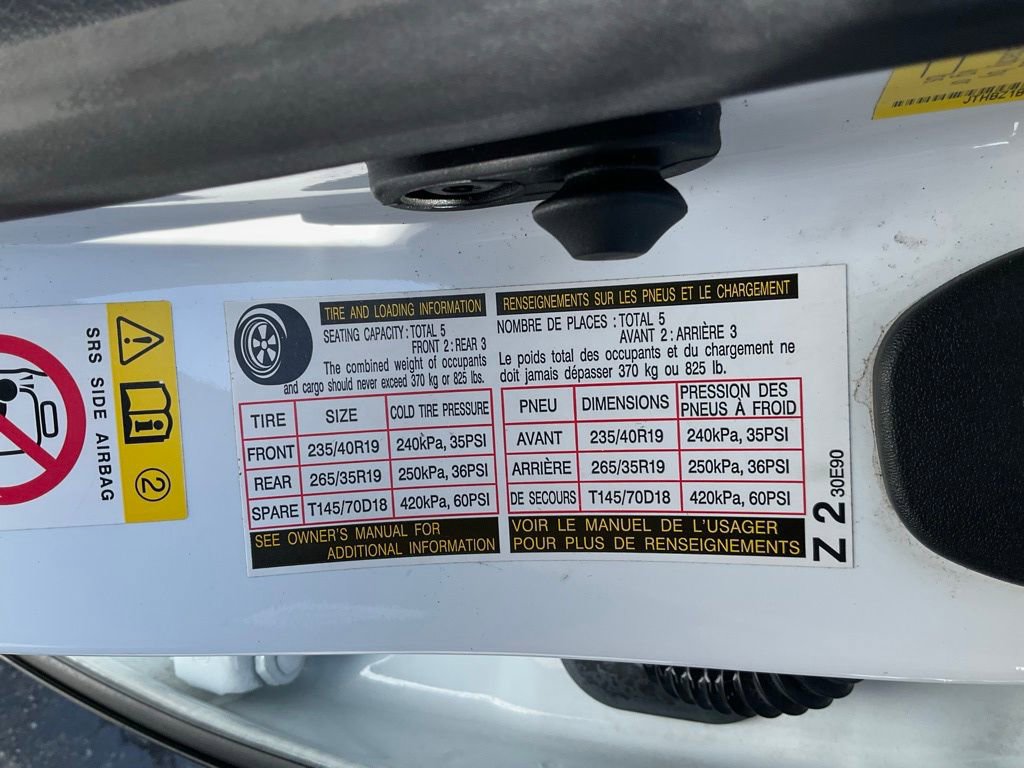 JTHBZ1B
SRS SIDE AIRBAG
2
TIRE AND LOADING INFORMATION
SEATING CAPACITY : TOTAL 5
FRONT 2 : REAR 3
The combined weight of occupants
and cargo should never exceed 370 kg or 825 lbs.
TIRE SIZE COLD TIRE PRESSURE
FRONT 235/40R19 240kPa, 35PSI
REAR 265/35R19 250kPa, 36PSI
SPARE T145/70D18 420kPa, 60PSI
SEE OWNER'S MANUAL FOR
ADDITIONAL INFORMATION
RENSEIGNEMENTS SUR LES PNEUS ET LE CHARGEMENT
NOMBRE DE PLACES : TOTAL 5
AVANT 2 : ARRIÈRE 3
Le poids total des occupants et du chargement ne
doit jamais dépasser 370 kg ou 825 lb.
PNEU DIMENSIONS PRESSION DES
PNEUS À FROID
AVANT 235/40R19 240kPa, 35PSI
ARRIÈRE 265/35R19 250kPa, 36PSI
DE SECOURS T145/70D18 420kPa, 60PSI
VOIR LE MANUEL DE L'USAGER
POUR PLUS DE RENSEIGNEMENTS
Z 2 30E90